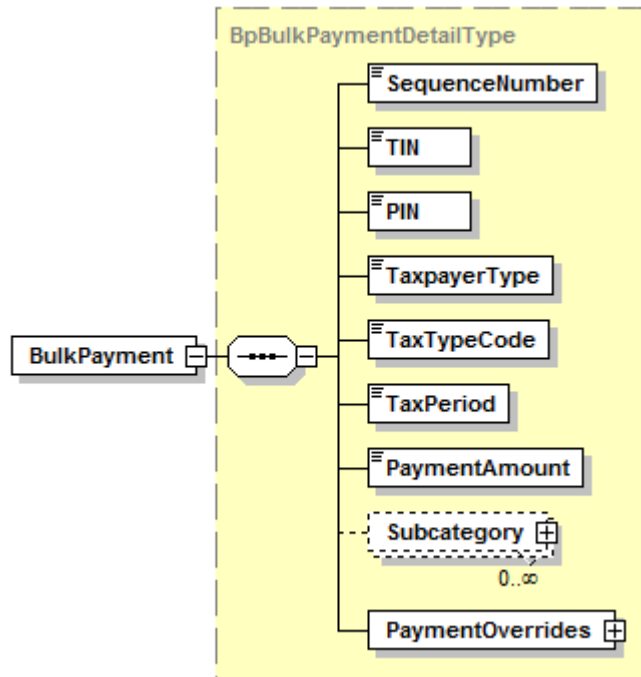 BpBulkPaymentDetailType
SequenceNumber
TIN
PIN
TaxpayerType
BulkPayment
TaxTypeCode
TaxPeriod
PaymentAmount
Subcategory
0..∞
PaymentOverrides